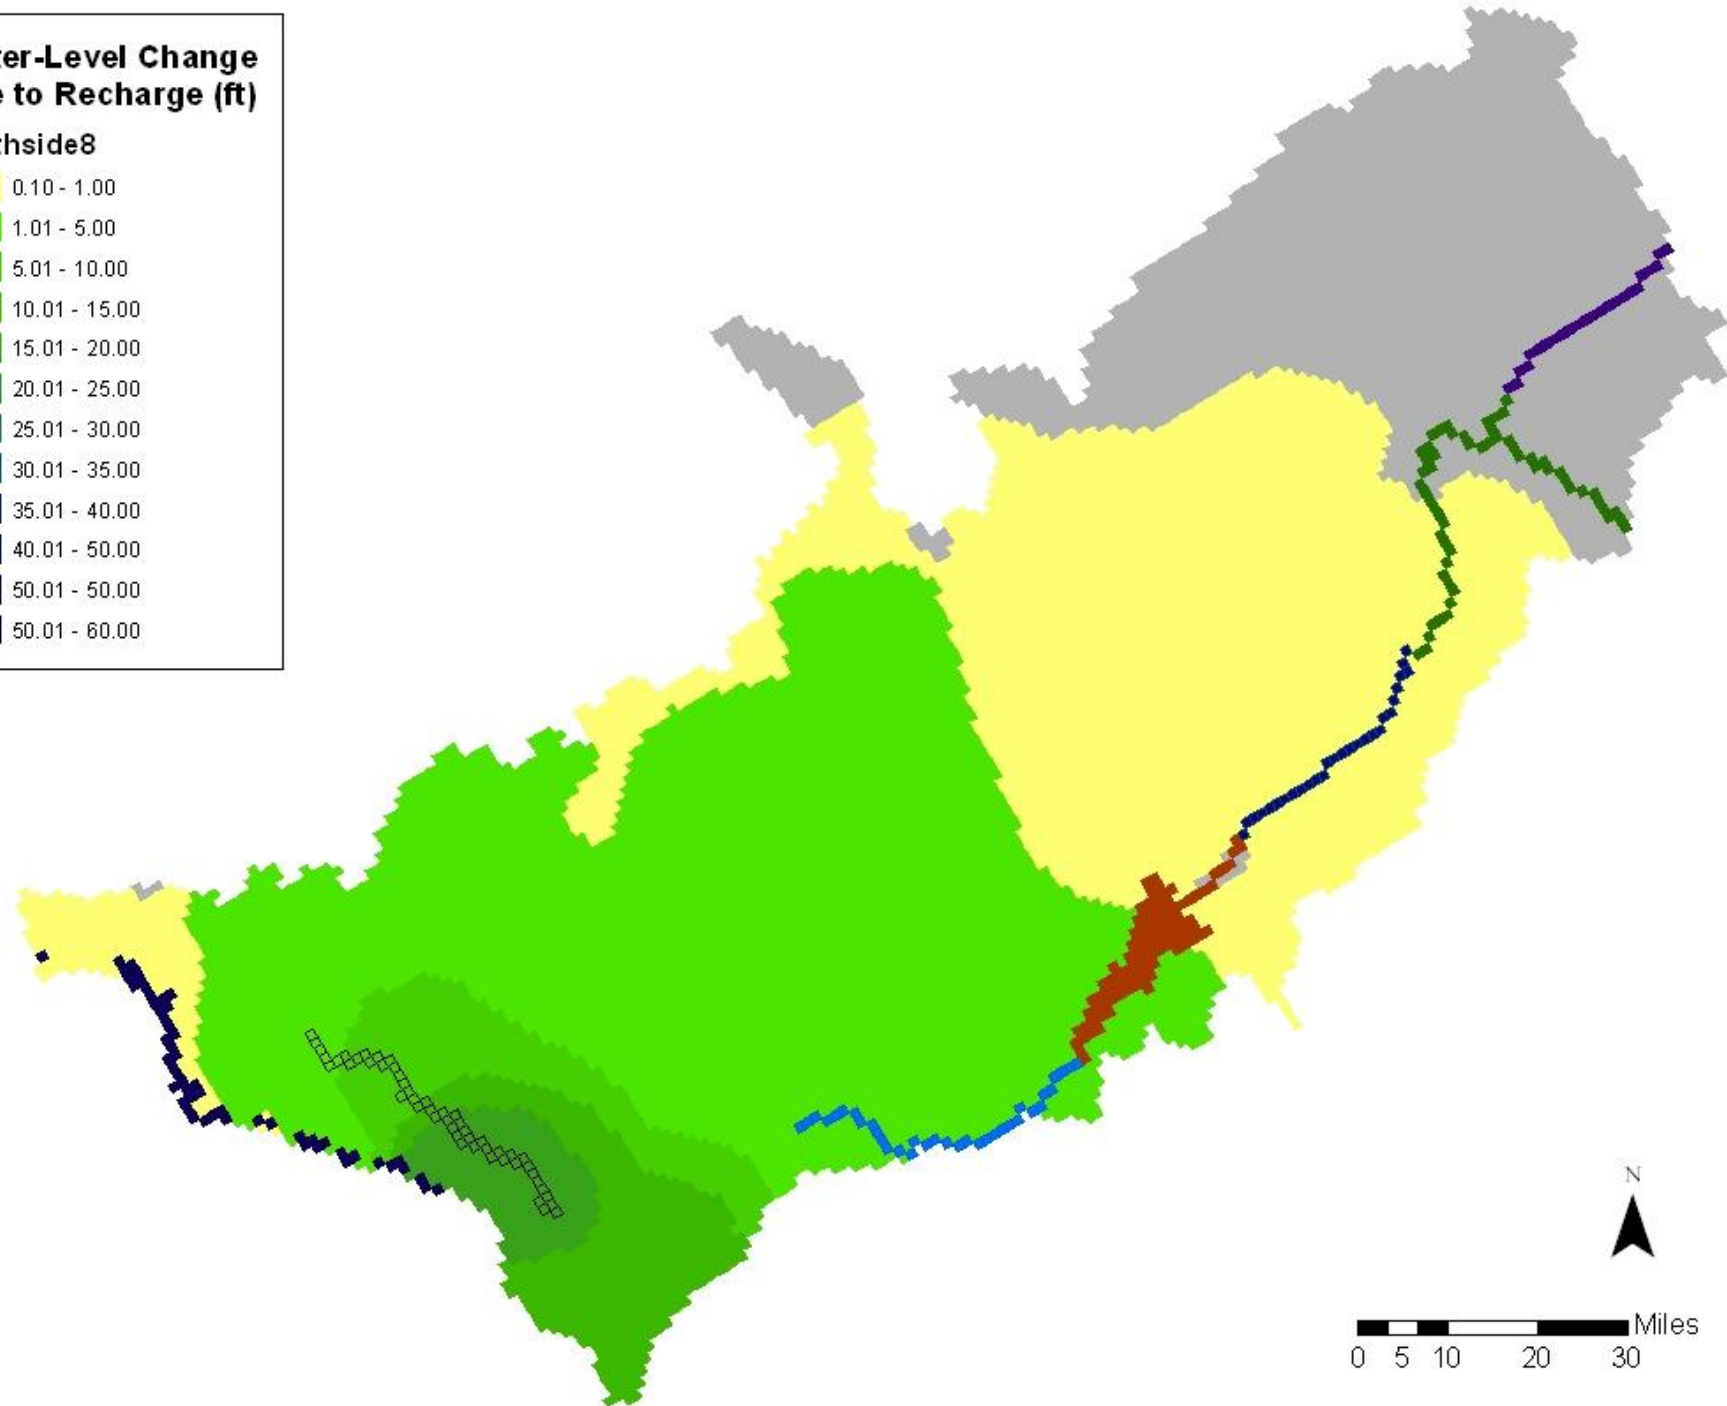 ter-Level Change
e to Recharge (ft)
thside8
0.10 - 1.00
1.01 - 5.00
5.01 - 10.00
10.01 - 15.00
15.01 - 20.00
20.01 - 25.00
25.01 - 30.00
30.01 - 35.00
35.01 - 40.00
40.01 - 50.00
50.01 - 50.00
50.01 - 60.00
N
Miles
0 5 10 20 30